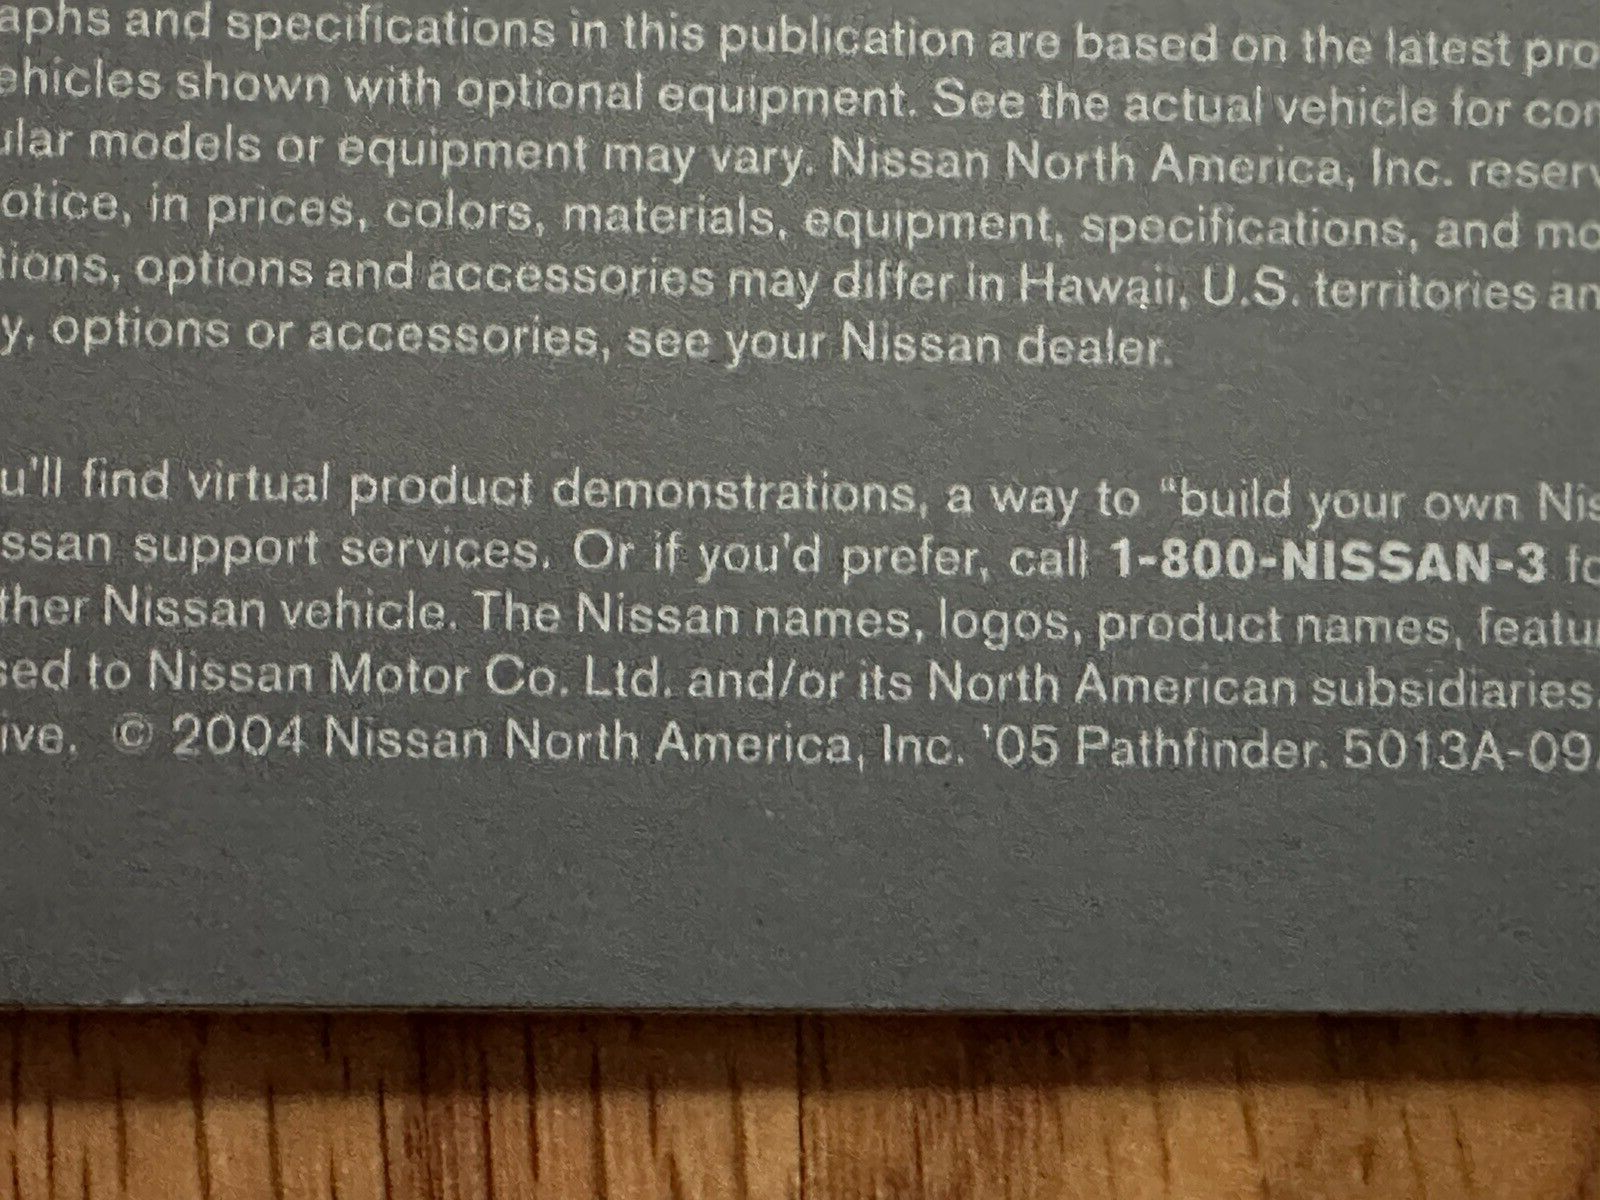 aphs and specifications in this publication are based on the latest pro
ehicles shown with optional equipment. See the actual vehicle for con
ular models or equipment may vary. Nissan North America, Inc. reserv
otice, in prices, colors, materials, equipment, specifications, and mo
tions, options and accessories may differ in Hawaii, U.S. territories an
y, options or accessories, see your Nissan dealer.
u'll find virtual product demonstrations, a way to “build your own Nis
ssan support services. Or if you'd prefer, call 1-800-NISSAN-3 fo
ther Nissan vehicle. The Nissan names, logos, product names, featur
sed to Nissan Motor Co. Ltd. and/or its North American subsidiaries.
ive. © 2004 Nissan North America, Inc. '05 Pathfinder. 5013A-09